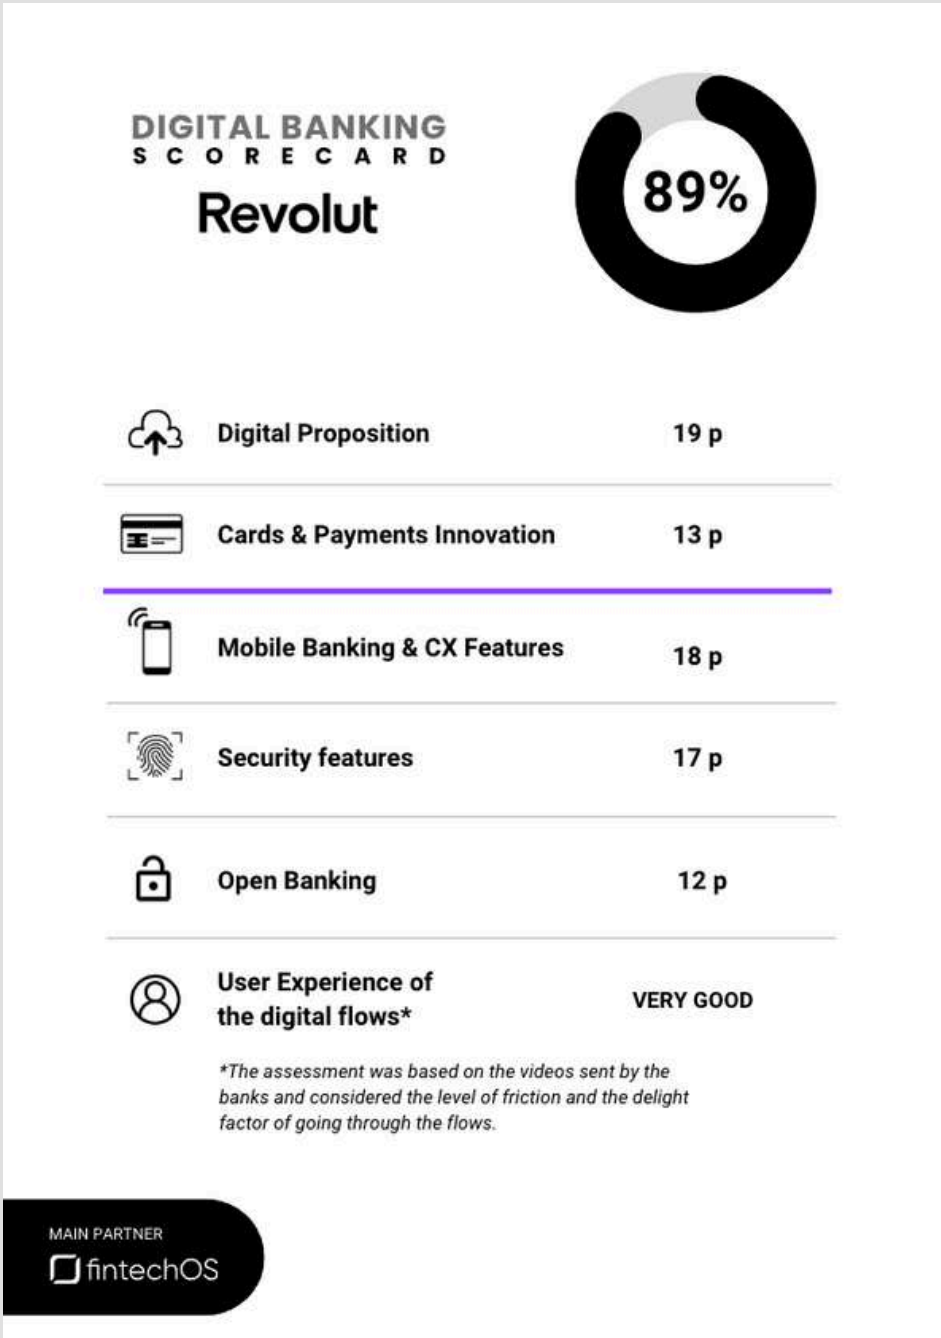 DIGITAL BANKING
SCORECARD
Revolut
89%
Digital Proposition 19 p
Cards & Payments Innovation 13 p
Mobile Banking & CX Features 18 p
Security features 17 p
Open Banking 12 p
User Experience of
the digital flows*
VERY GOOD
*The assessment was based on the videos sent by the
banks and considered the level of friction and the delight
factor of going through the flows.
MAIN PARTNER
fintechOS